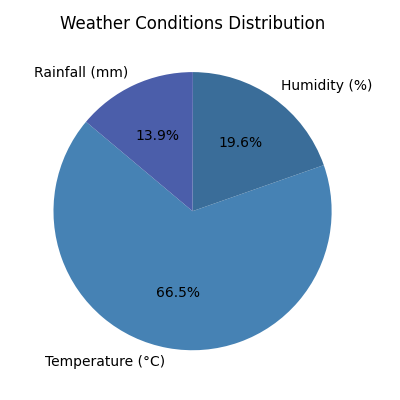 Weather Conditions Distribution
Rainfall (mm)
Humidity (%)
13.9%
19.6%
66.5%
Temperature (°C)